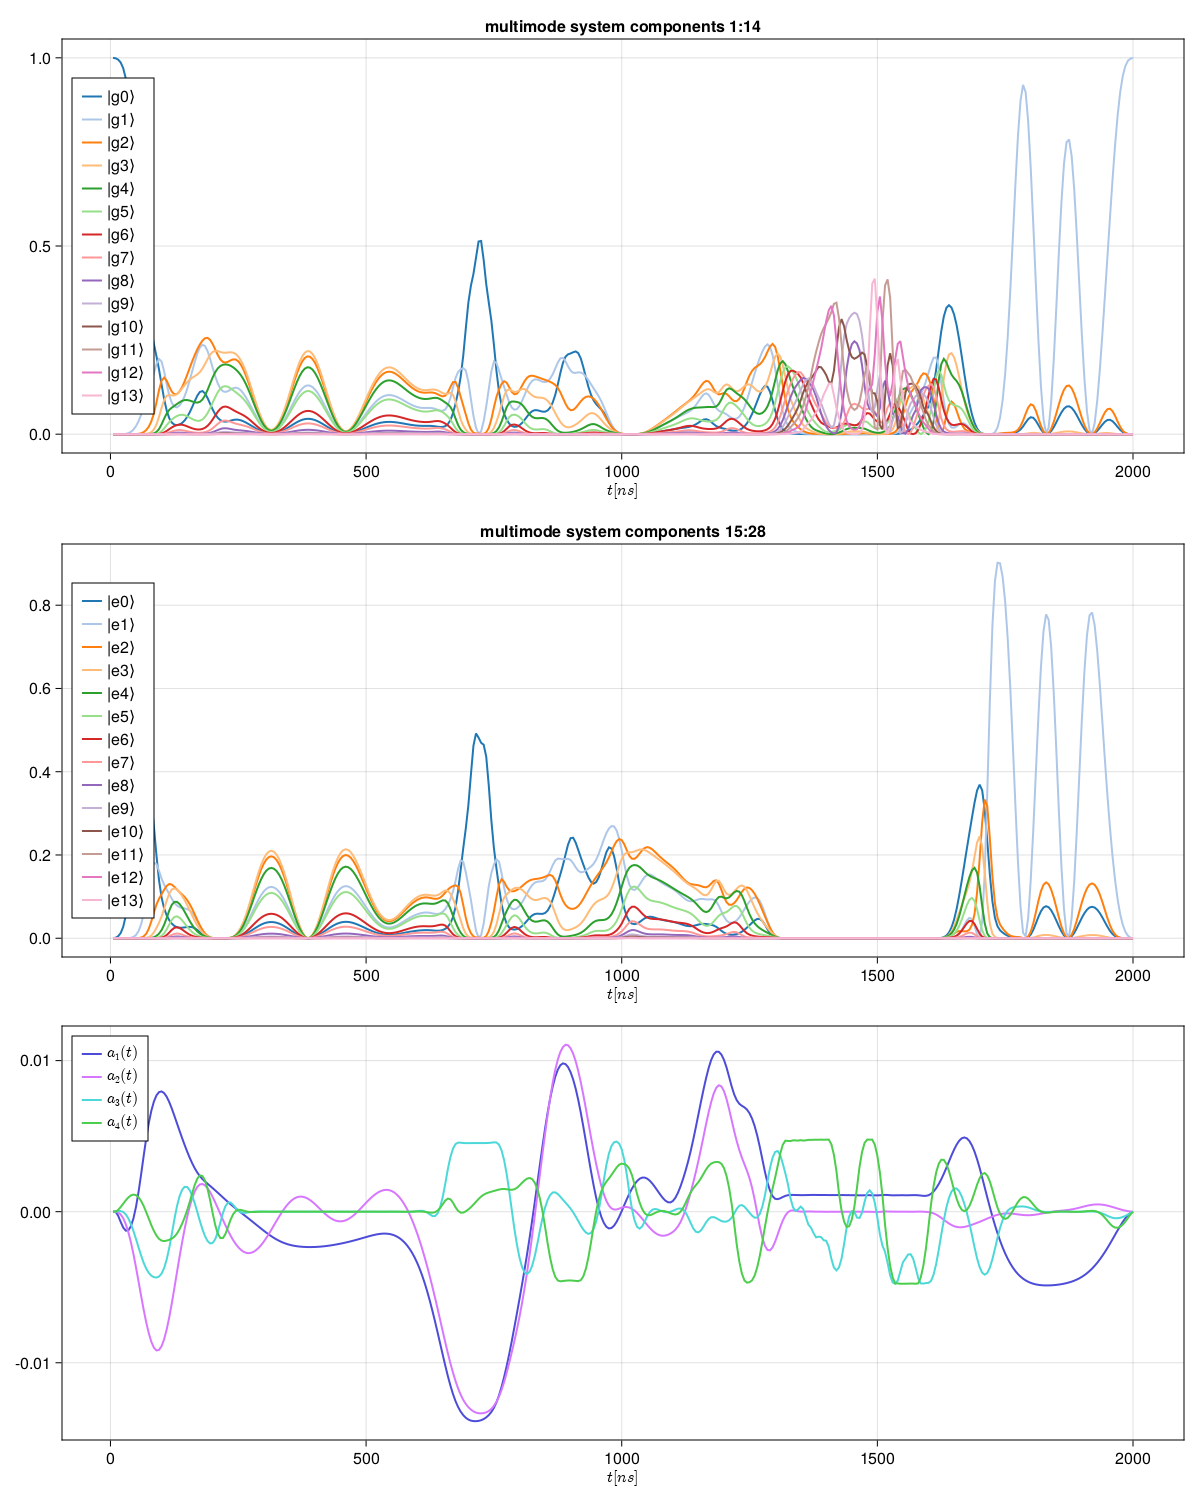 multimode system components 1:14
1.0
0.5
0.0
|g0⟩
|g1⟩
|g2⟩
|g3⟩
|g4⟩
|g5⟩
|g6⟩
|g7⟩
|g8⟩
|g9⟩
|g10⟩
|g11⟩
|g12⟩
|g13⟩
0 500 1000 1500 2000
t[ns]
multimode system components 15:28
0.8
0.6
0.4
0.2
0.0
|e0⟩
|e1⟩
|e2⟩
|e3⟩
|e4⟩
|e5⟩
|e6⟩
|e7⟩
|e8⟩
|e9⟩
|e10⟩
|e11⟩
|e12⟩
|e13⟩
0 500 1000 1500 2000
t[ns]
0.01
0.00
-0.01
a₁(t)
a₂(t)
a₃(t)
a₄(t)
0 500 1000 1500 2000
t[ns]